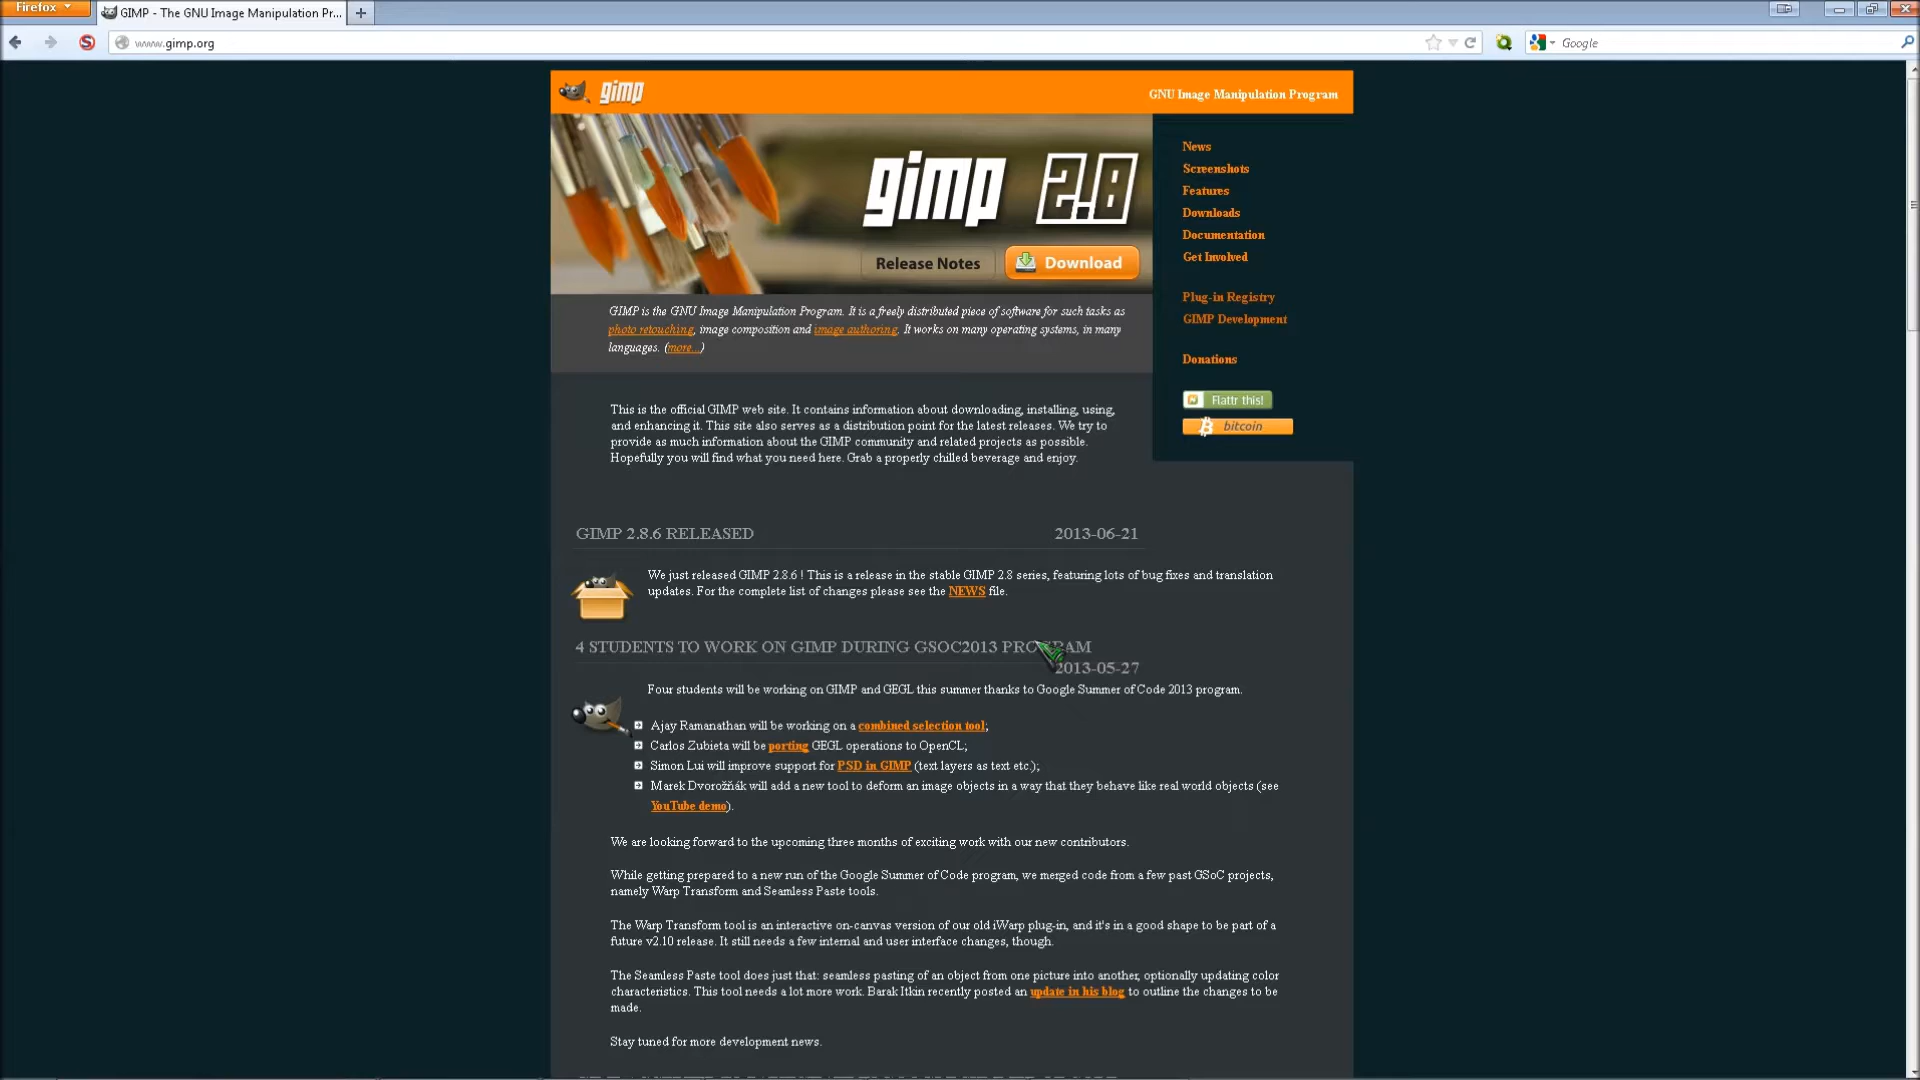 Firefox
GIMP - The GNU Image Manipulation Pr...
www.gimp.org
Google
gimp
GNU Image Manipulation Program
gimp 2.8
Release Notes
Download
News
Screenshots
Features
Downloads
Documentation
Get Involved
Plug-in Registry
GIMP Development
Donations
Flattr this!
bitcoin
GIMP is the GNU Image Manipulation Program. It is a freely distributed piece of software for such tasks as
photo retouching, image composition and image authoring. It works on many operating systems, in many
languages. (more...)
This is the official GIMP web site. It contains information about downloading, installing, using,
and enhancing it. This site also serves as a distribution point for the latest releases. We try to
provide as much information about the GIMP community and related projects as possible.
Hopefully you will find what you need here. Grab a properly chilled beverage and enjoy.
GIMP 2.8.6 RELEASED 2013-06-21
We just released GIMP 2.8.6 ! This is a release in the stable GIMP 2.8 series, featuring lots of bug fixes and translation
updates. For the complete list of changes please see the NEWS file.
4 STUDENTS TO WORK ON GIMP DURING GSOC2013 PROGRAM
2013-05-27
Four students will be working on GIMP and GEGL this summer thanks to Google Summer of Code 2013 program.
Ajay Ramanathan will be working on a combined selection tool;
Carlos Zubieta will be porting GEGL operations to OpenCL;
Simon Lui will improve support for PSD in GIMP (text layers as text etc.);
Marek Dvorožňák will add a new tool to deform an image objects in a way that they behave like real world objects (see
YouTube demo).
We are looking forward to the upcoming three months of exciting work with our new contributors.
While getting prepared to a new run of the Google Summer of Code program, we merged code from a few past GSoC projects,
namely Warp Transform and Seamless Paste tools.
The Warp Transform tool is an interactive on-canvas version of our old iWarp plug-in, and it's in a good shape to be part of a
future v2.10 release. It still needs a few internal and user interface changes, though.
The Seamless Paste tool does just that: seamless pasting of an object from one picture into another, optionally updating color
characteristics. This tool needs a lot more work. Barak Itkin recently posted an update in his blog to outline the changes to be
made.
Stay tuned for more development news.